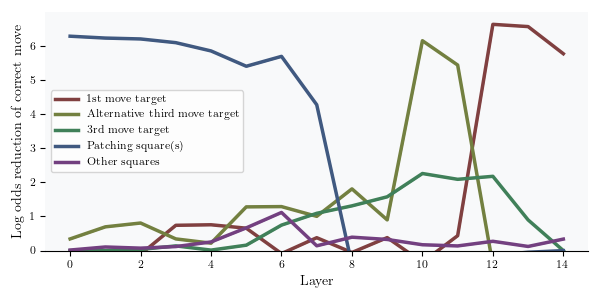 Log odds reduction of correct move
6
5
4
3
2
1
0
1st move target
Alternative third move target
3rd move target
Patching square(s)
Other squares
0 2 4 6 8 10 12 14
Layer